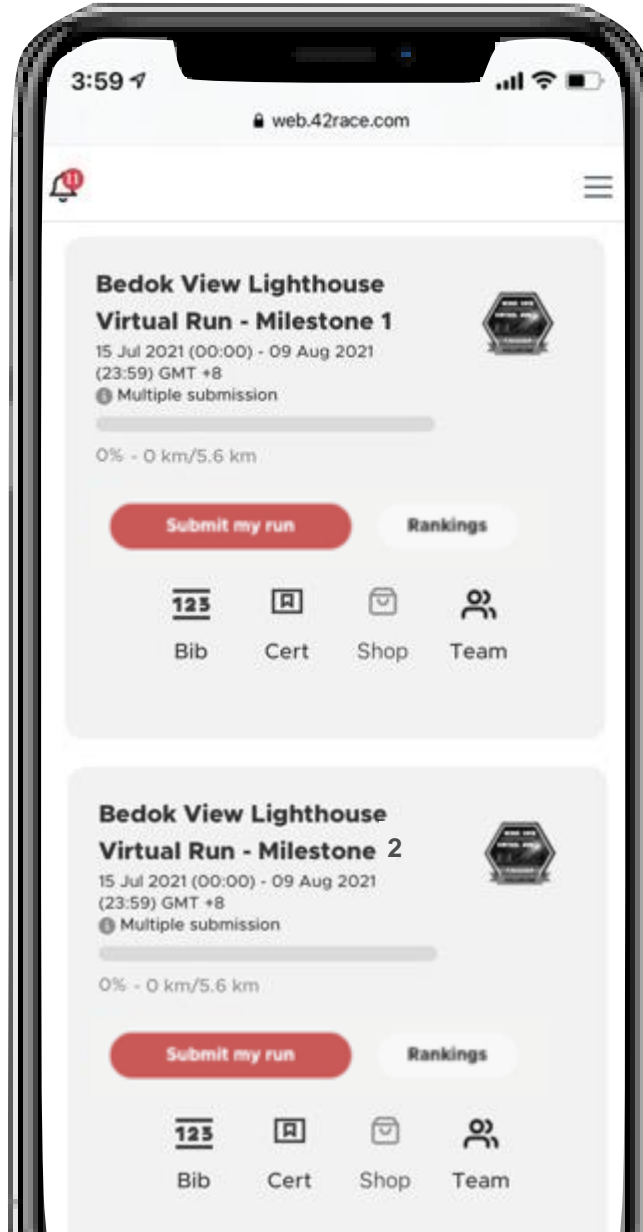 3:59
web.42race.com
11
Bedok View Lighthouse
Virtual Run - Milestone 1
15 Jul 2021 (00:00) - 09 Aug 2021
(23:59) GMT +8
Multiple submission
0% - 0 km/5.6 km
Submit my run Rankings
123
Bib Cert Shop Team
Bedok View Lighthouse
Virtual Run - Milestone 2
15 Jul 2021 (00:00) - 09 Aug 2021
(23:59) GMT +8
Multiple submission
0% - 0 km/5.6 km
Submit my run Rankings
123
Bib Cert Shop Team